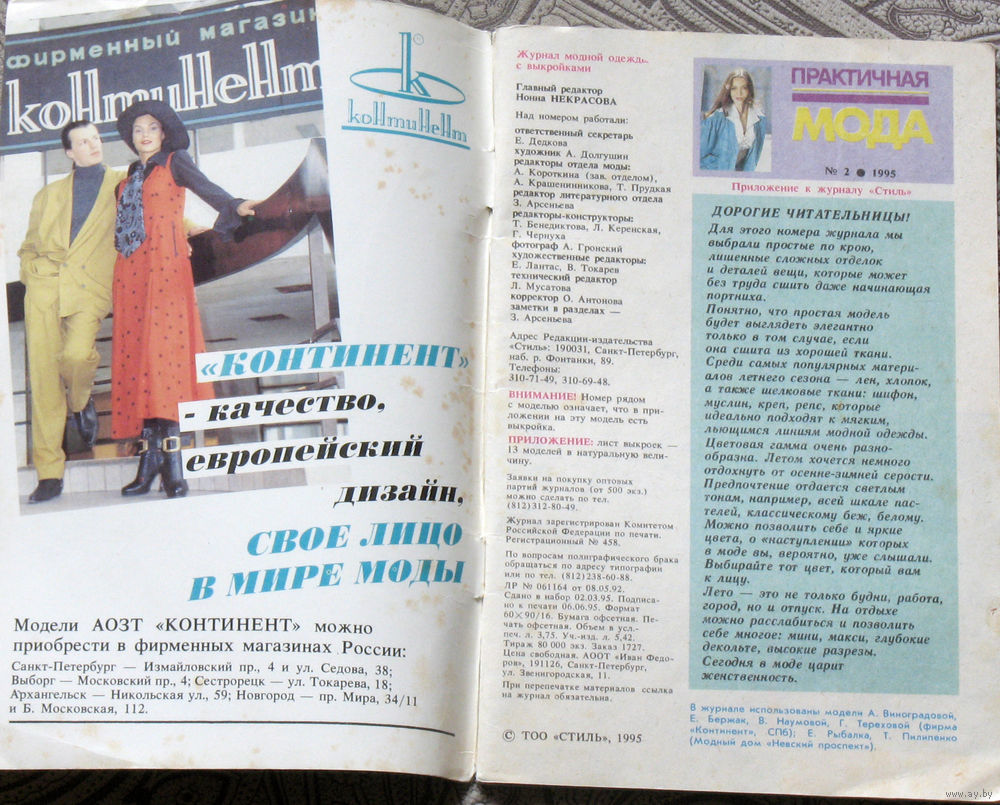 фирменный магазин
континент
k
континент
«КОНТИНЕНТ»
- качество,
европейский
дизайн,
СВОЕ ЛИЦО
В МИРЕ МОДЫ
Модели АОЗТ «КОНТИНЕНТ» можно
приобрести в фирменных магазинах России:
Санкт-Петербург — Измайловский пр., 4 и ул. Седова, 38;
Выборг — Московский пр., 4; Сестрорецк — ул. Токарева, 18;
Архангельск — Никольская ул., 59; Новгород — пр. Мира, 34/11
и Б. Московская, 112.
Журнал модной одежды
с выкройками
Главный редактор
Нонна НЕКРАСОВА
Над номером работали:
ответственный секретарь
Е. Дедкова
художник А. Долгушин
редакторы отдела моды:
А. Короткина (зав. отделом),
А. Крашенинникова, Т. Прудкая
редактор литературного отдела
З. Арсеньева
редакторы-конструкторы:
Т. Бенедиктова, Л. Керенская,
Г. Чернуха
фотограф А. Гронский
художественные редакторы:
Е. Лантас, В. Токарев
технический редактор
Л. Мусатова
корректор О. Антонова
заметки в разделах —
З. Арсеньева
Адрес Редакции-издательства
«Стиль»: 190031, Санкт-Петербург,
наб. р. Фонтанки, 89.
Телефоны:
310-71-49, 310-69-48.
ВНИМАНИЕ! Номер рядом
с моделью означает, что в при-
ложении на эту модель есть
выкройка.
ПРИЛОЖЕНИЕ: лист выкроек —
13 моделей в натуральную вели-
чину.
Заявки на покупку оптовых
партий журналов (от 500 экз.)
можно сделать по тел.
(812) 312-80-49.
Журнал зарегистрирован Комитетом
Российской Федерации по печати.
Регистрационный № 458.
По вопросам полиграфического брака
обращаться по адресу типографии
или по тел. (812) 238-60-88.
ЛР № 061164 от 08.05.92.
Сдано в набор 02.03.95. Подписа-
но к печати 06.06.95. Формат
60×90/16. Бумага офсетная. Пе-
чать офсетная. Объем в усл.-
печ. л. 3,75. Уч.-изд. л. 5,42.
Тираж 80 000 экз. Заказ 1727.
Цена свободная. АООТ «Иван Федо-
ров», 191126, Санкт-Петербург,
ул. Звенигородская, 11.
При перепечатке материалов ссылка
на журнал обязательна.
© ТОО «СТИЛЬ», 1995
ПРАКТИЧНАЯ
МОДА
№ 2 ● 1995
Приложение к журналу «Стиль»
ДОРОГИЕ ЧИТАТЕЛЬНИЦЫ!
Для этого номера журнала мы
выбрали простые по крою,
лишенные сложных отделок
и деталей вещи, которые может
без труда сшить даже начинающая
портниха.
Понятно, что простая модель
будет выглядеть элегантно
только в том случае, если
она сшита из хорошей ткани.
Среди самых популярных матери-
алов летнего сезона — лен, хлопок,
а также шелковые ткани: шифон,
муслин, креп, репс, которые
идеально подходят к мягким,
льющимся линиям модной одежды.
Цветовая гамма очень разно-
образна. Летом хочется немного
отдохнуть от осенне-зимней серости.
Предпочтение отдается светлым
тонам, например, всей шкале пас-
телей, классическому беж, белому.
Можно позволить себе и яркие
цвета, о «наступлении» которых
в моде вы, вероятно, уже слышали.
Выбирайте тот цвет, который вам
к лицу.
Лето — это не только будни, работа,
город, но и отпуск. На отдыхе
можно расслабиться и позволить
себе многое: мини, макси, глубокие
декольте, высокие разрезы.
Сегодня в моде царит
женственность.
В журнале использованы модели А. Виноградовой,
Е. Бержак, В. Наумовой, Г. Тереховой (фирма
«Континент», СПб); Е. Рыбалка, Т. Пилипенко
(Модный дом «Невский проспект»).
www.ay.by